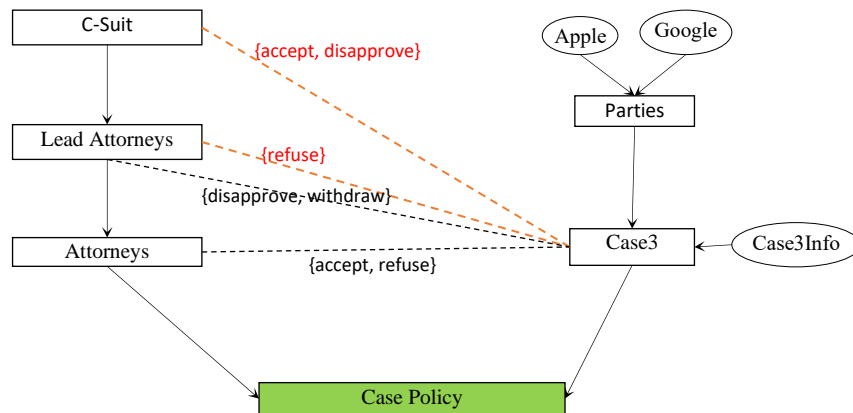 C-Suit
Apple
Google
{accept, disapprove}
Parties
Lead Attorneys
{refuse}
{disapprove, withdraw}
Attorneys
Case3
Case3Info
{accept, refuse}
Case Policy